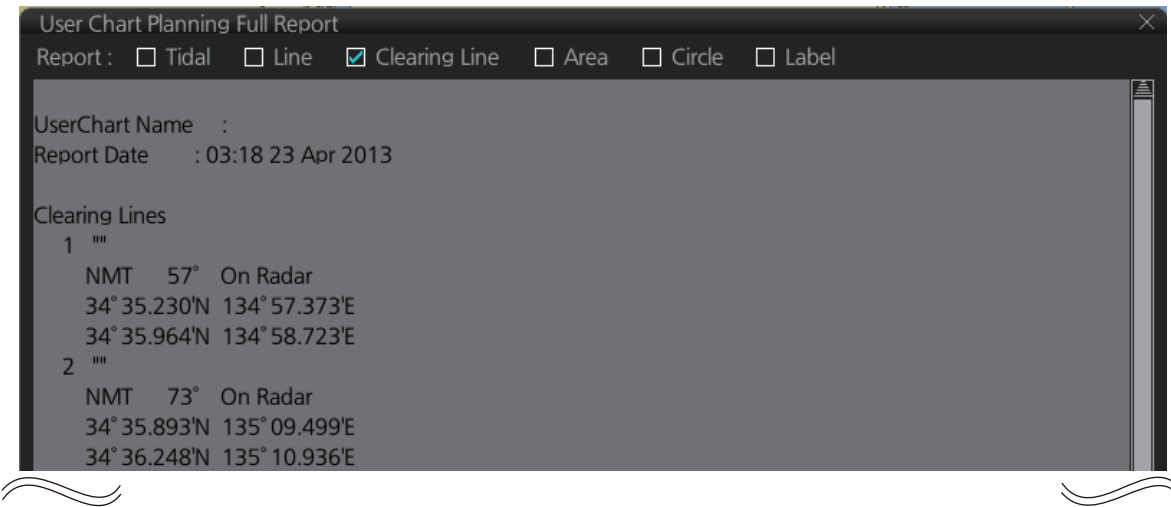 User Chart Planning Full Report
Report : Tidal Line Clearing Line Area Circle Label
UserChart Name :
Report Date : 03:18 23 Apr 2013
Clearing Lines
1 ""
NMT 57° On Radar
34°35.230'N 134°57.373'E
34°35.964'N 134°58.723'E
2 ""
NMT 73° On Radar
34°35.893'N 135°09.499'E
34°36.248'N 135°10.936'E